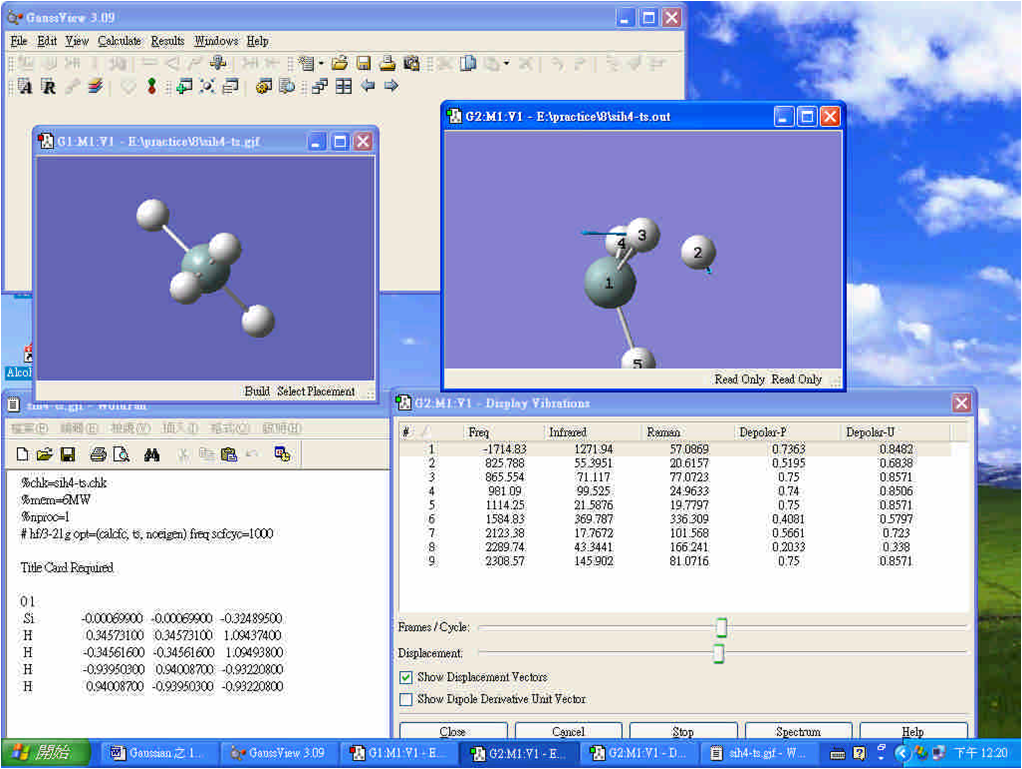 GaussView 3.09
File Edit View Calculate Results Windows Help
G1:M1:V1 - E:\practice\8\sih4-ts.gjf
Build Select Placement
G2:M1:V1 - E:\practice\8\sih4-ts.out
1
2
3
4
5
Read Only Read Only
Alcoh
sih4-ts.gjf - WordPad
檔案(F) 編輯(E) 檢視(V) 插入(I) 格式(O) 說明(H)
%chk=sih4-ts.chk
%mem=6MW
%nproc=1
# hf/3-21g opt=(calcfc, ts, noeigen) freq scfcyc=1000
Title Card Required
0 1
Si -0.00069900 -0.00069900 -0.32489500
H 0.34573100 0.34573100 1.09437400
H -0.34561600 -0.34561600 1.09493800
H -0.93950300 0.94008700 -0.93220800
H 0.94008700 -0.93950300 -0.93220800
G2:M1:V1 - Display Vibrations
# Freq Infrared Raman Depolar-P Depolar-U
1 -1714.83 1271.94 57.0869 0.7363 0.8482
2 825.788 55.3951 20.6157 0.5195 0.6838
3 865.554 71.117 77.0723 0.75 0.8571
4 981.09 99.525 24.9633 0.74 0.8506
5 1114.25 21.5876 19.7797 0.75 0.8571
6 1584.83 369.787 336.309 0.4081 0.5797
7 2123.38 17.7672 101.568 0.5661 0.723
8 2289.74 43.3441 166.241 0.2033 0.338
9 2308.57 145.902 81.0716 0.75 0.8571
Frames / Cycle:
Displacement:
Show Displacement Vectors
Show Dipole Derivative Unit Vector
Close Cancel Stop Spectrum Help
開始 Gaussian 之 1... GaussView 3.09 G1:M1:V1 - E... G2:M1:V1 - E... G2:M1:V1 - D... sih4-ts.gjf - W... 下午 12:20